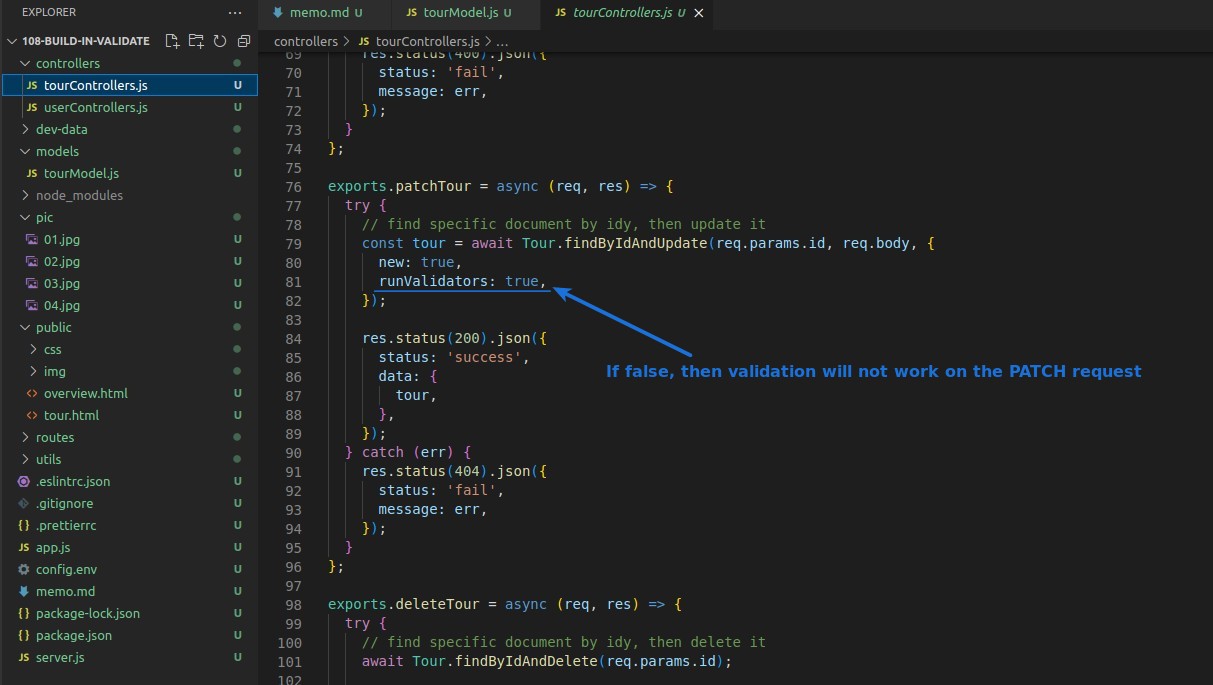 EXPLORER
108-BUILD-IN-VALIDATE
controllers
JS tourControllers.js U
JS userControllers.js U
dev-data
models
JS tourModel.js U
node_modules
pic
01.jpg U
02.jpg U
03.jpg U
04.jpg U
public
css
img
<> overview.html U
<> tour.html U
routes
utils
.eslintrc.json U
.gitignore U
{} .prettierrc U
JS app.js U
config.env U
memo.md U
{} package-lock.json U
{} package.json U
JS server.js U
memo.md U
JS tourModel.js U
JS tourControllers.js U
controllers > JS tourControllers.js > ...
69 res.status(400).json({
70 status: 'fail',
71 message: err,
72 });
73 }
74 };
75
76 exports.patchTour = async (req, res) => {
77 try {
78 // find specific document by idy, then update it
79 const tour = await Tour.findByIdAndUpdate(req.params.id, req.body, {
80 new: true,
81 runValidators: true,
82 });
83
84 res.status(200).json({
85 status: 'success',
86 data: {
87 tour,
88 },
89 });
90 } catch (err) {
91 res.status(404).json({
92 status: 'fail',
93 message: err,
94 });
95 }
96 };
97
98 exports.deleteTour = async (req, res) => {
99 try {
100 // find specific document by idy, then delete it
101 await Tour.findByIdAndDelete(req.params.id);
102
If false, then validation will not work on the PATCH request